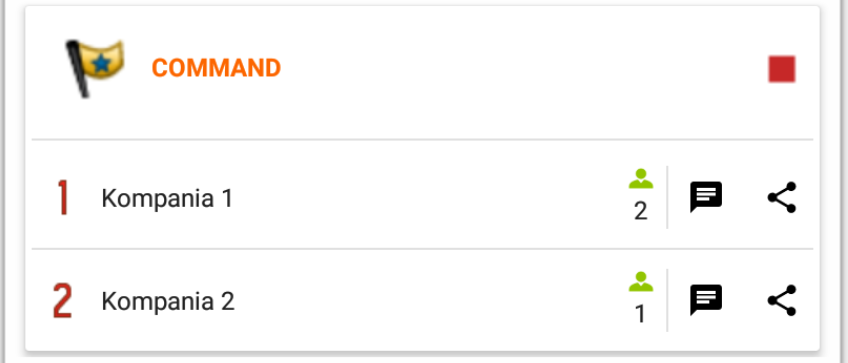 COMMAND
1 Kompania 1 2
2 Kompania 2 1